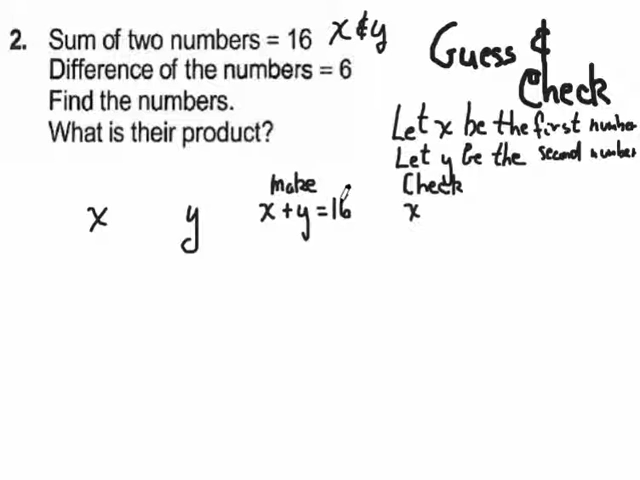 2. Sum of two numbers = 16 x & y
Difference of the numbers = 6
Find the numbers.
What is their product?
Guess &
Check
Let x be the first number
Let y be the second number
make
Check
x
y
x + y = 16
x